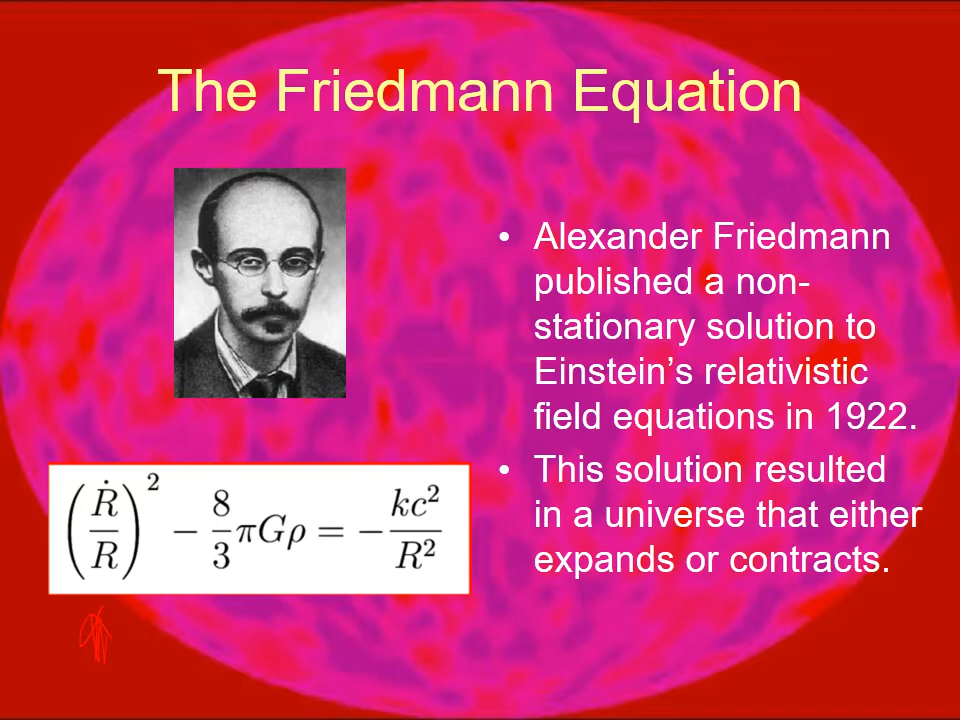 The Friedmann Equation
• Alexander Friedmann
published a non-
stationary solution to
Einstein’s relativistic
field equations in 1922.
• This solution resulted
in a universe that either
expands or contracts.
(Ṙ/R)² − 8/3 πGρ = − kc²/R²